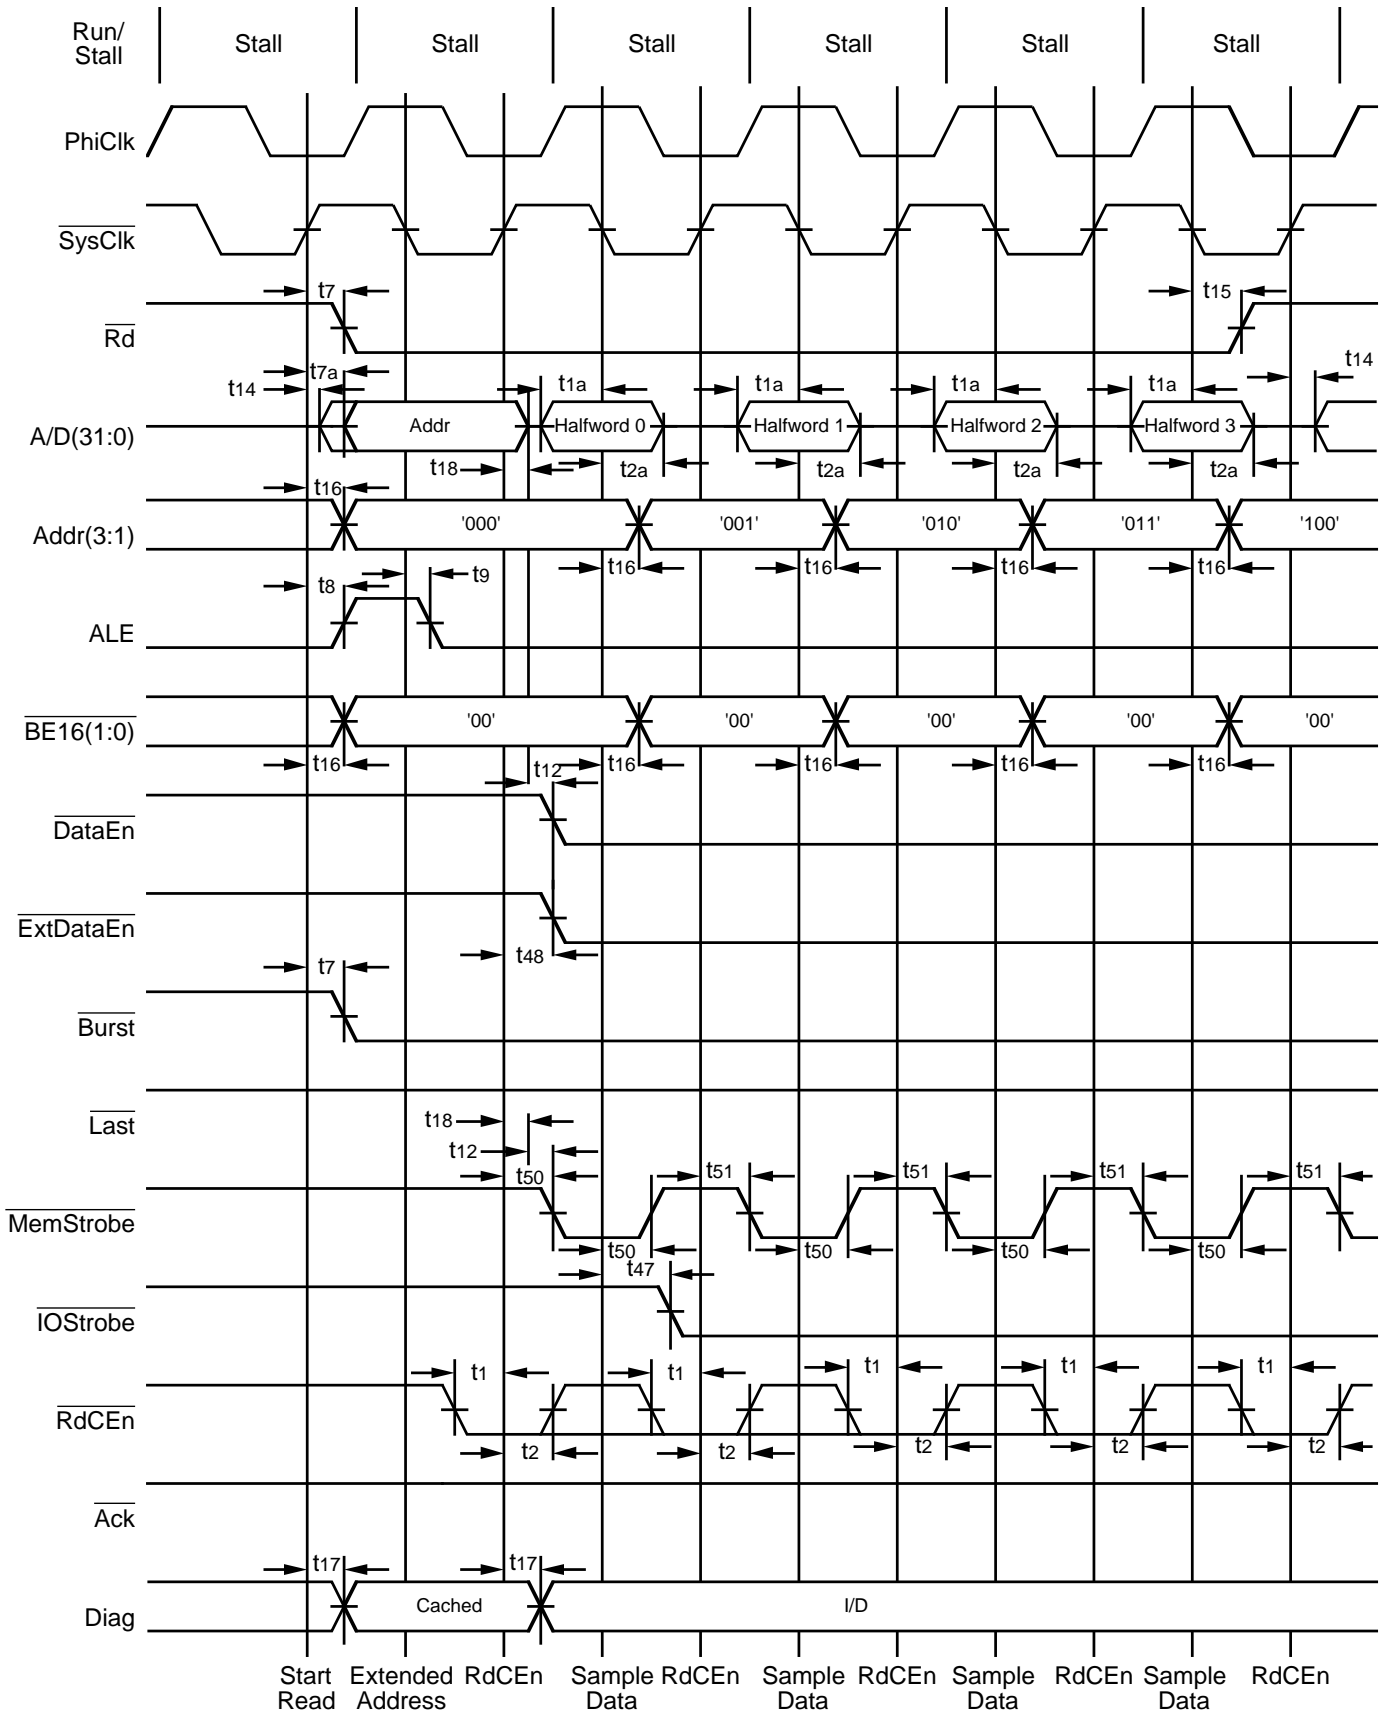 Run/
Stall
Stall Stall Stall Stall Stall Stall
PhiClk
SysClk
t7 t15
Rd
t7a t14
t14 t1a t1a t1a t1a
A/D(31:0) Addr Halfword 0 Halfword 1 Halfword 2 Halfword 3
t18 t2a t2a t2a t2a
t16
Addr(3:1) '000' '001' '010' '011' '100'
t16 t16 t16 t16
t8 t9
ALE
BE16(1:0) '00' '00' '00' '00' '00'
t16 t12 t16 t16 t16 t16
DataEn
ExtDataEn
t48
t7
Burst
Last
t18
t12
t50 t51 t51 t51 t51
MemStrobe
t50 t50 t50 t50
t47
IOStrobe
t1 t1 t1 t1 t1
RdCEn
t2 t2 t2 t2 t2
Ack
t17 t17
Diag Cached I/D
Start
Read
Extended
Address
RdCEn
Sample
Data
RdCEn
Sample
Data
RdCEn
Sample
Data
RdCEn
Sample
Data
RdCEn